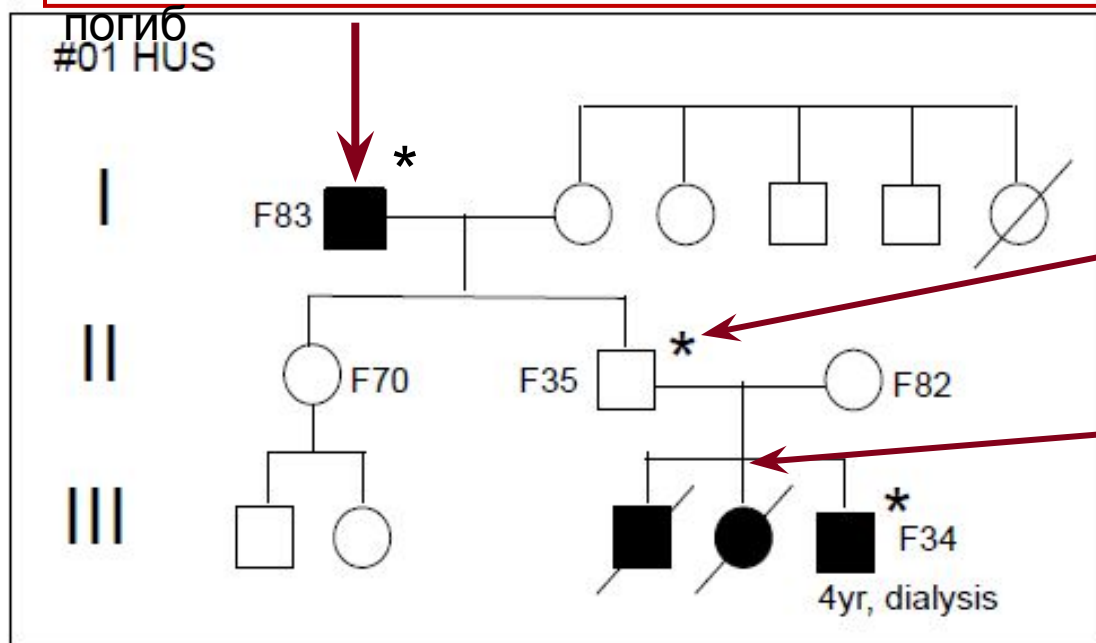 погиб
#01 HUS
*
I
F83
*
II
F70
F35
F82
*
III
F34
4yr, dialysis